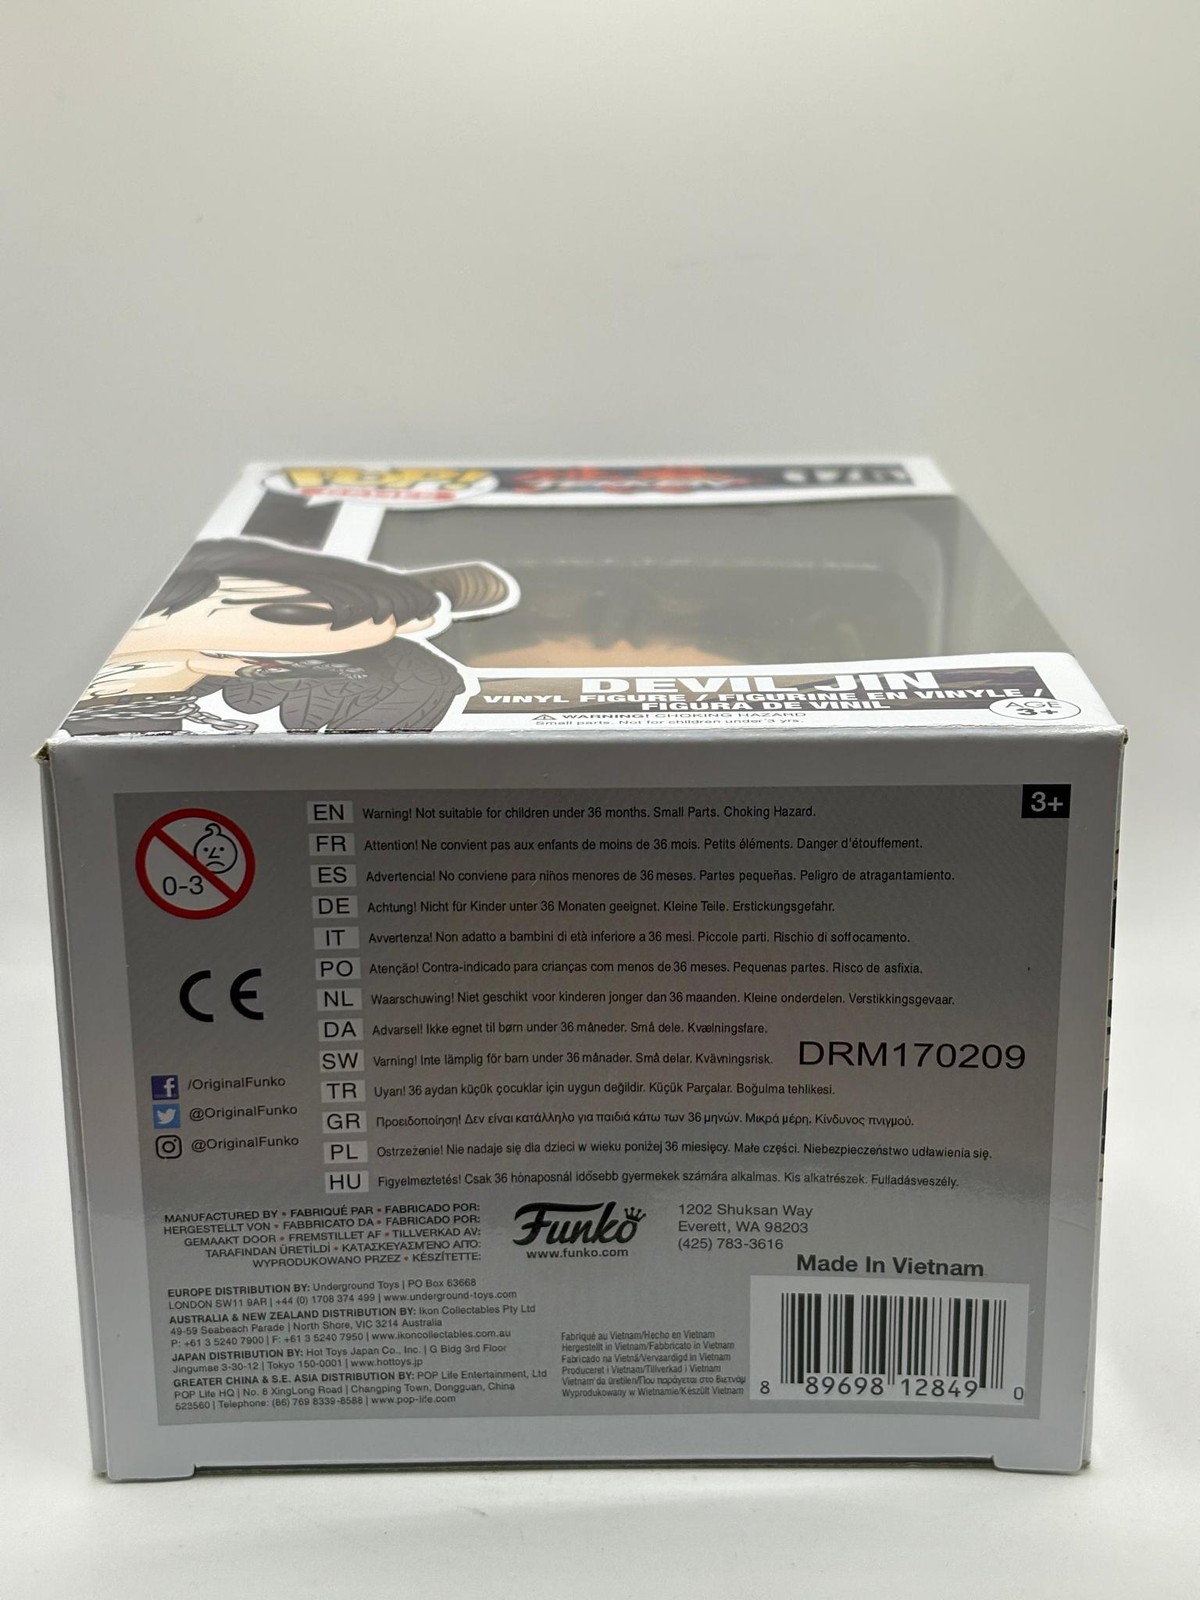 POP!
GAMES
TEKKEN
DEVIL JIN
VINYL FIGURE / FIGURINE EN VINYLE /
FIGURA DE VINIL
WARNING! CHOKING HAZARD
Small parts. Not for children under 3 yrs.
AGE
3+
3+
0-3
EN Warning! Not suitable for children under 36 months. Small Parts. Choking Hazard.
FR Attention! Ne convient pas aux enfants de moins de 36 mois. Petits éléments. Danger d'étouffement.
ES Advertencia! No conviene para niños menores de 36 meses. Partes pequeñas. Peligro de atragantamiento.
DE Achtung! Nicht für Kinder unter 36 Monaten geeignet. Kleine Teile. Erstickungsgefahr.
IT Avvertenza! Non adatto a bambini di età inferiore a 36 mesi. Piccole parti. Rischio di soffocamento.
PO Atenção! Contra-indicado para crianças com menos de 36 meses. Pequenas partes. Risco de asfixia.
NL Waarschuwing! Niet geschikt voor kinderen jonger dan 36 maanden. Kleine onderdelen. Verstikkingsgevaar.
DA Advarsel! Ikke egnet til børn under 36 måneder. Små dele. Kvælningsfare.
SW Varning! Inte lämplig för barn under 36 månader. Små delar. Kvävningsrisk.
DRM170209
TR Uyarı! 36 aydan küçük çocuklar için uygun değildir. Küçük Parçalar. Boğulma tehlikesi.
GR Προειδοποίηση! Δεν είναι κατάλληλο για παιδιά κάτω των 36 μηνών. Μικρά μέρη. Κίνδυνος πνιγμού.
PL Ostrzeżenie! Nie nadaje się dla dzieci w wieku poniżej 36 miesięcy. Małe części. Niebezpieczeństwo udławienia się.
HU Figyelmeztetés! Csak 36 hónaposnál idősebb gyermekek számára alkalmas. Kis alkatrészek. Fulladásveszély.
CE
/OriginalFunko
@OriginalFunko
@OriginalFunko
MANUFACTURED BY • FABRIQUÉ PAR • FABRICADO POR:
HERGESTELLT VON • FABBRICATO DA • FABRICADO POR:
GEMAAKT DOOR • FREMSTILLET AF • TILLVERKAD AV:
TARAFINDAN ÜRETİLDİ • ΚΑΤΑΣΚΕΥΑΣΜΈΝΟ ΑΠΌ:
WYPRODUKOWANO PRZEZ • KÉSZÍTETTE:
Funko
www.funko.com
1202 Shuksan Way
Everett, WA 98203
(425) 783-3616
Made In Vietnam
EUROPE DISTRIBUTION BY: Underground Toys | PO Box 63668
LONDON SW11 9AR | +44 (0) 1708 374 499 | www.underground-toys.com
AUSTRALIA & NEW ZEALAND DISTRIBUTION BY: Ikon Collectables Pty Ltd
49-59 Seabeach Parade | North Shore, VIC 3214 Australia
P: +61 3 5240 7900 | F: +61 3 5240 7950 | www.ikoncollectables.com.au
JAPAN DISTRIBUTION BY: Hot Toys Japan Co., Inc. | G Bldg 3rd Floor
Jingumae 3-30-12 | Tokyo 150-0001 | www.hottoys.jp
GREATER CHINA & S.E. ASIA DISTRIBUTION BY: POP Life Entertainment, Ltd
POP Life HQ | No. 8 XingLong Road | Changping Town, Dongguan, China
523560 | Telephone: (86) 769 8339-8588 | www.pop-life.com
Fabriqué au Vietnam/Hecho en Vietnam
Hergestellt in Vietnam/Fabbricato in Vietnam
Fabricado na Vietnã/Vervaardigd in Vietnam
Produceret i Vietnam/Tillverkad i Vietnam
Vietnam'da üretilen/Που παράγεται στο Βιετνάμ
Wyprodukowany w Wietnamie/Készült Vietnam
8 89698 12849 0